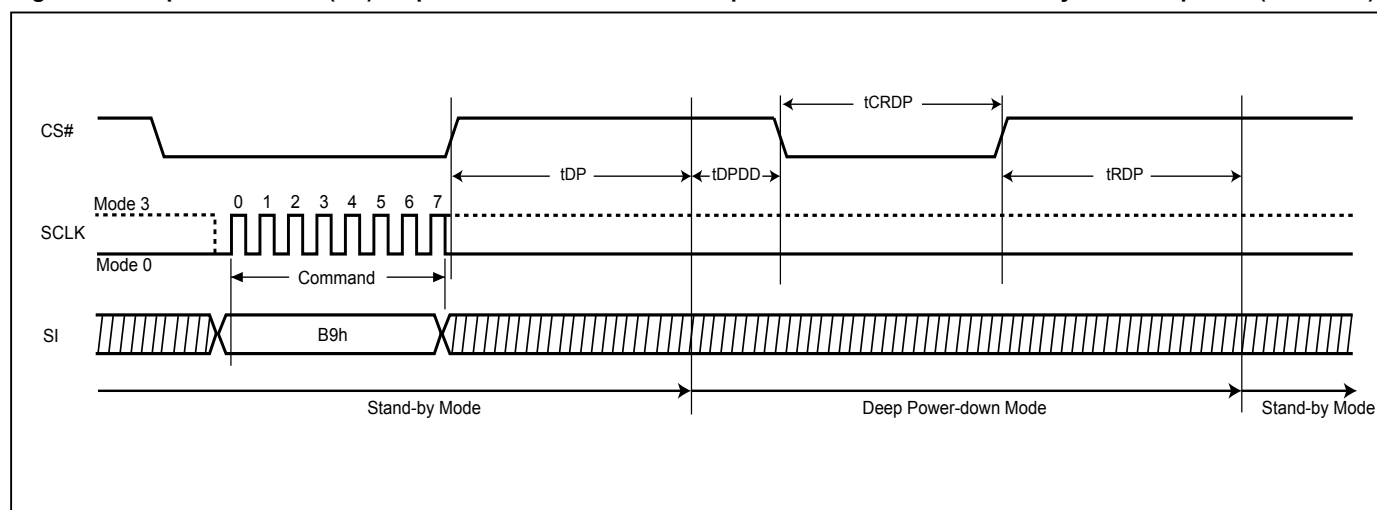 tCRDP
CS#
tDP
tDPDD
tRDP
Mode 3
0 1 2 3 4 5 6 7
SCLK
Mode 0
Command
SI
B9h
Stand-by Mode
Deep Power-down Mode
Stand-by Mode